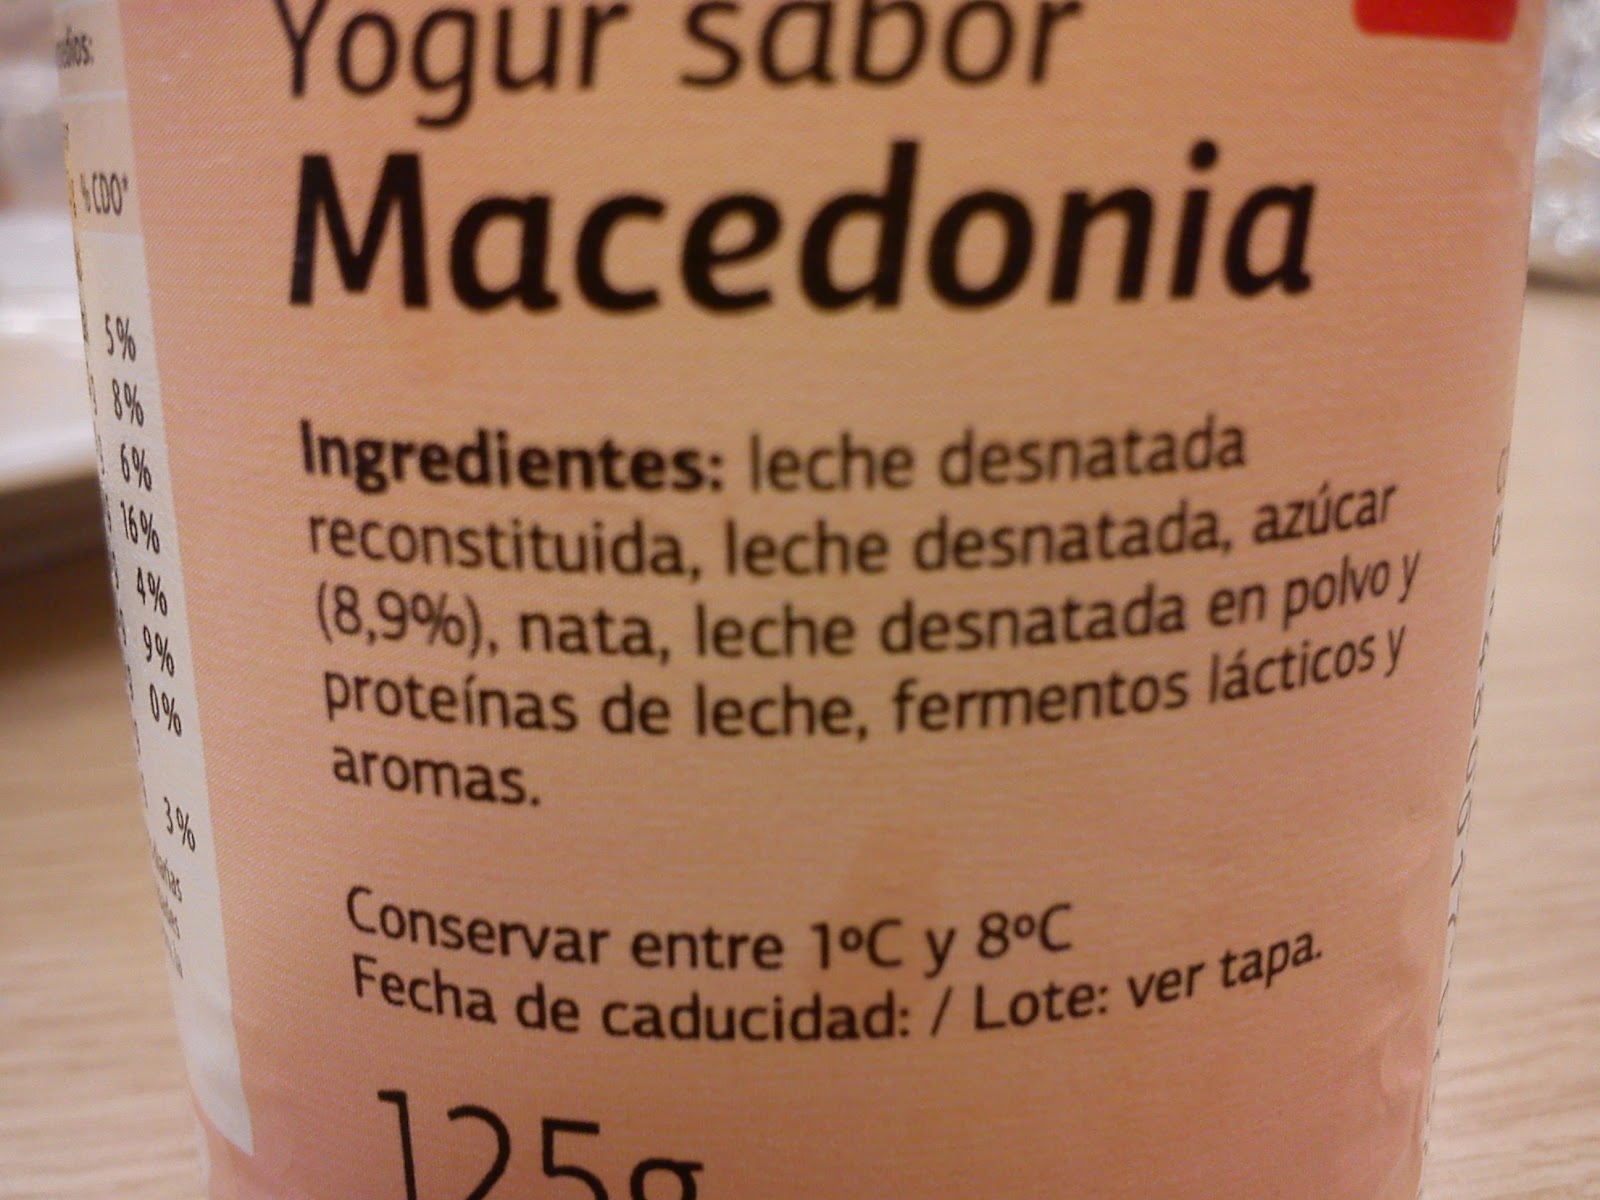 Yogur sabor
Macedonia
Ingredientes: leche desnatada
reconstituida, leche desnatada, azúcar
(8,9%), nata, leche desnatada en polvo y
proteínas de leche, fermentos lácticos y
aromas.
Conservar entre 1ºC y 8ºC
Fecha de caducidad: / Lote: ver tapa.
125g
% CDO*
5%
8%
6%
16%
4%
9%
0%
3%